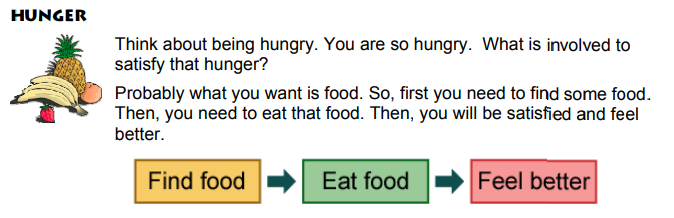 HUNGER
Think about being hungry. You are so hungry.  What is involved to
satisfy that hunger?
Probably what you want is food. So, first you need to find some food.
Then, you need to eat that food. Then, you will be satisfied and feel
better.
Find food
Eat food
Feel better